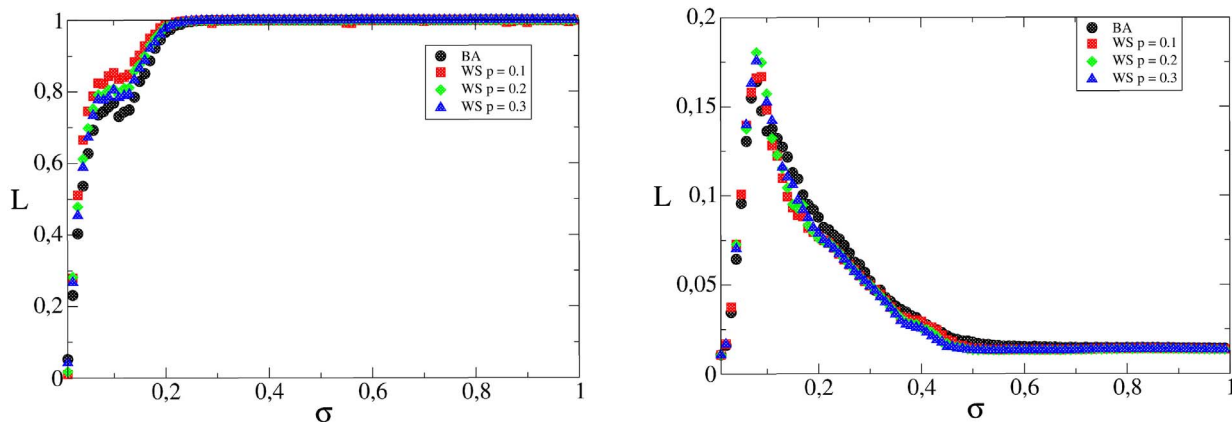 1
0,8
0,6
0,4
0,2
0
L
0
0,2
0,4
0,6
0,8
1
σ
BA
WS p = 0.1
WS p = 0.2
WS p = 0.3
0,2
0,15
0,1
0,05
0
L
0
0,2
0,4
0,6
0,8
1
σ
BA
WS p = 0.1
WS p = 0.2
WS p = 0.3